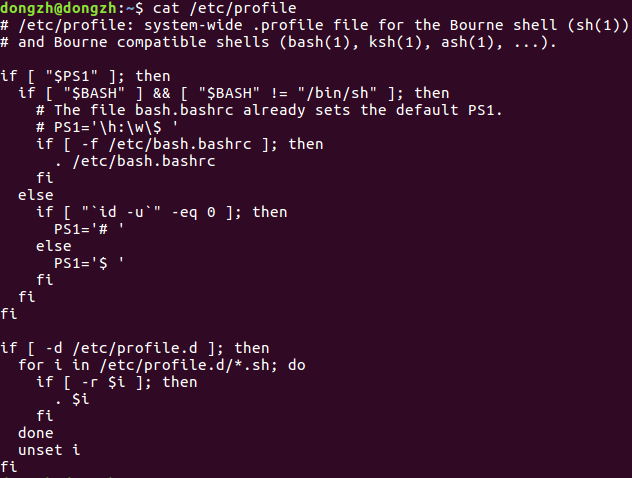 dongzh@dongzh:~$ cat /etc/profile
# /etc/profile: system-wide .profile file for the Bourne shell (sh(1))
# and Bourne compatible shells (bash(1), ksh(1), ash(1), ...).

if [ "$PS1" ]; then
  if [ "$BASH" ] && [ "$BASH" != "/bin/sh" ]; then
    # The file bash.bashrc already sets the default PS1.
    # PS1='\h:\w\$ '
    if [ -f /etc/bash.bashrc ]; then
      . /etc/bash.bashrc
    fi
  else
    if [ "`id -u`" -eq 0 ]; then
      PS1='# '
    else
      PS1='$ '
    fi
  fi
fi

if [ -d /etc/profile.d ]; then
  for i in /etc/profile.d/*.sh; do
    if [ -r $i ]; then
      . $i
    fi
  done
  unset i
fi